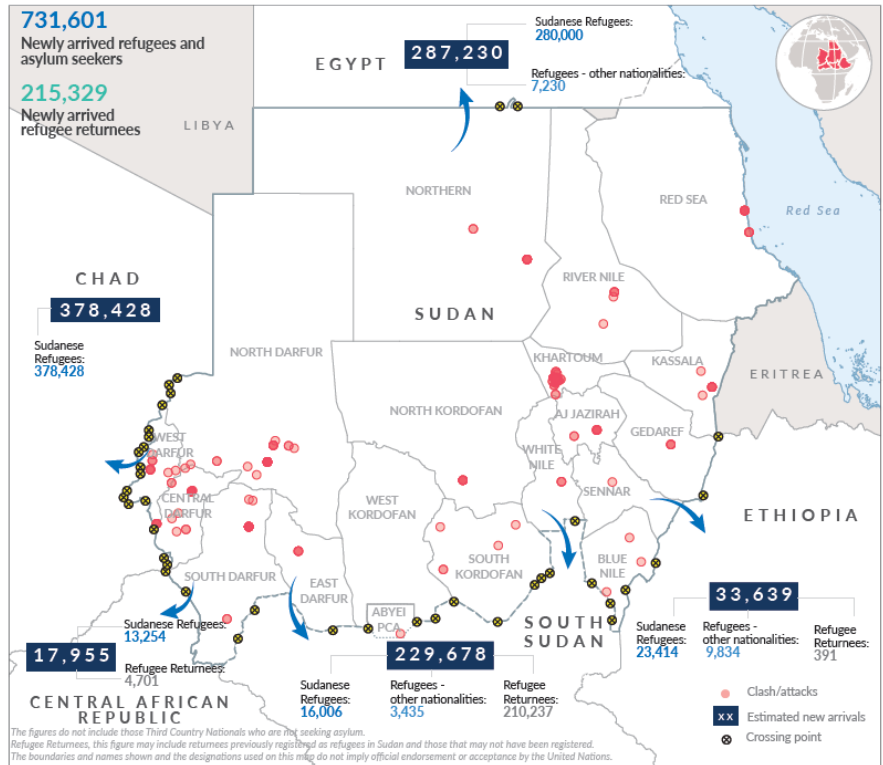 731,601
Newly arrived refugees and
asylum seekers
215,329
Newly arrived
refugee returnees
EGYPT
287,230
Sudanese Refugees:
280,000
Refugees - other nationalities:
7,230
LIBYA
NORTHERN
RED SEA
Red Sea
CHAD
378,428
Sudanese
Refugees:
378,428
SUDAN
RIVER NILE
NORTH DARFUR
KHARTOUM
KASSALA
ERITREA
NORTH KORDOFAN
AJ JAZIRAH
GEDAREF
WEST
DARFUR
WHITE
NILE
SENNAR
CENTRAL
DARFUR
WEST
KORDOFAN
ETHIOPIA
SOUTH
KORDOFAN
BLUE
NILE
SOUTH DARFUR
EAST
DARFUR
ABYEI
PCA
SOUTH
SUDAN
33,639
Sudanese
Refugees:
23,414
Refugees -
other nationalities:
9,834
Refugee
Returnees:
391
Sudanese Refugees:
13,254
17,955
Refugee Returnees:
4,701
CENTRAL AFRICAN
REPUBLIC
229,678
Sudanese
Refugees:
16,006
Refugees -
other nationalities:
3,435
Refugee
Returnees:
210,237
Clash/attacks
xx Estimated new arrivals
Crossing point
The figures do not include those Third Country Nationals who are not seeking asylum.
Refugee Returnees, this figure may include returnees previously registered as refugees in Sudan and those that may not have been registered.
The boundaries and names shown and the designations used on this map do not imply official endorsement or acceptance by the United Nations.